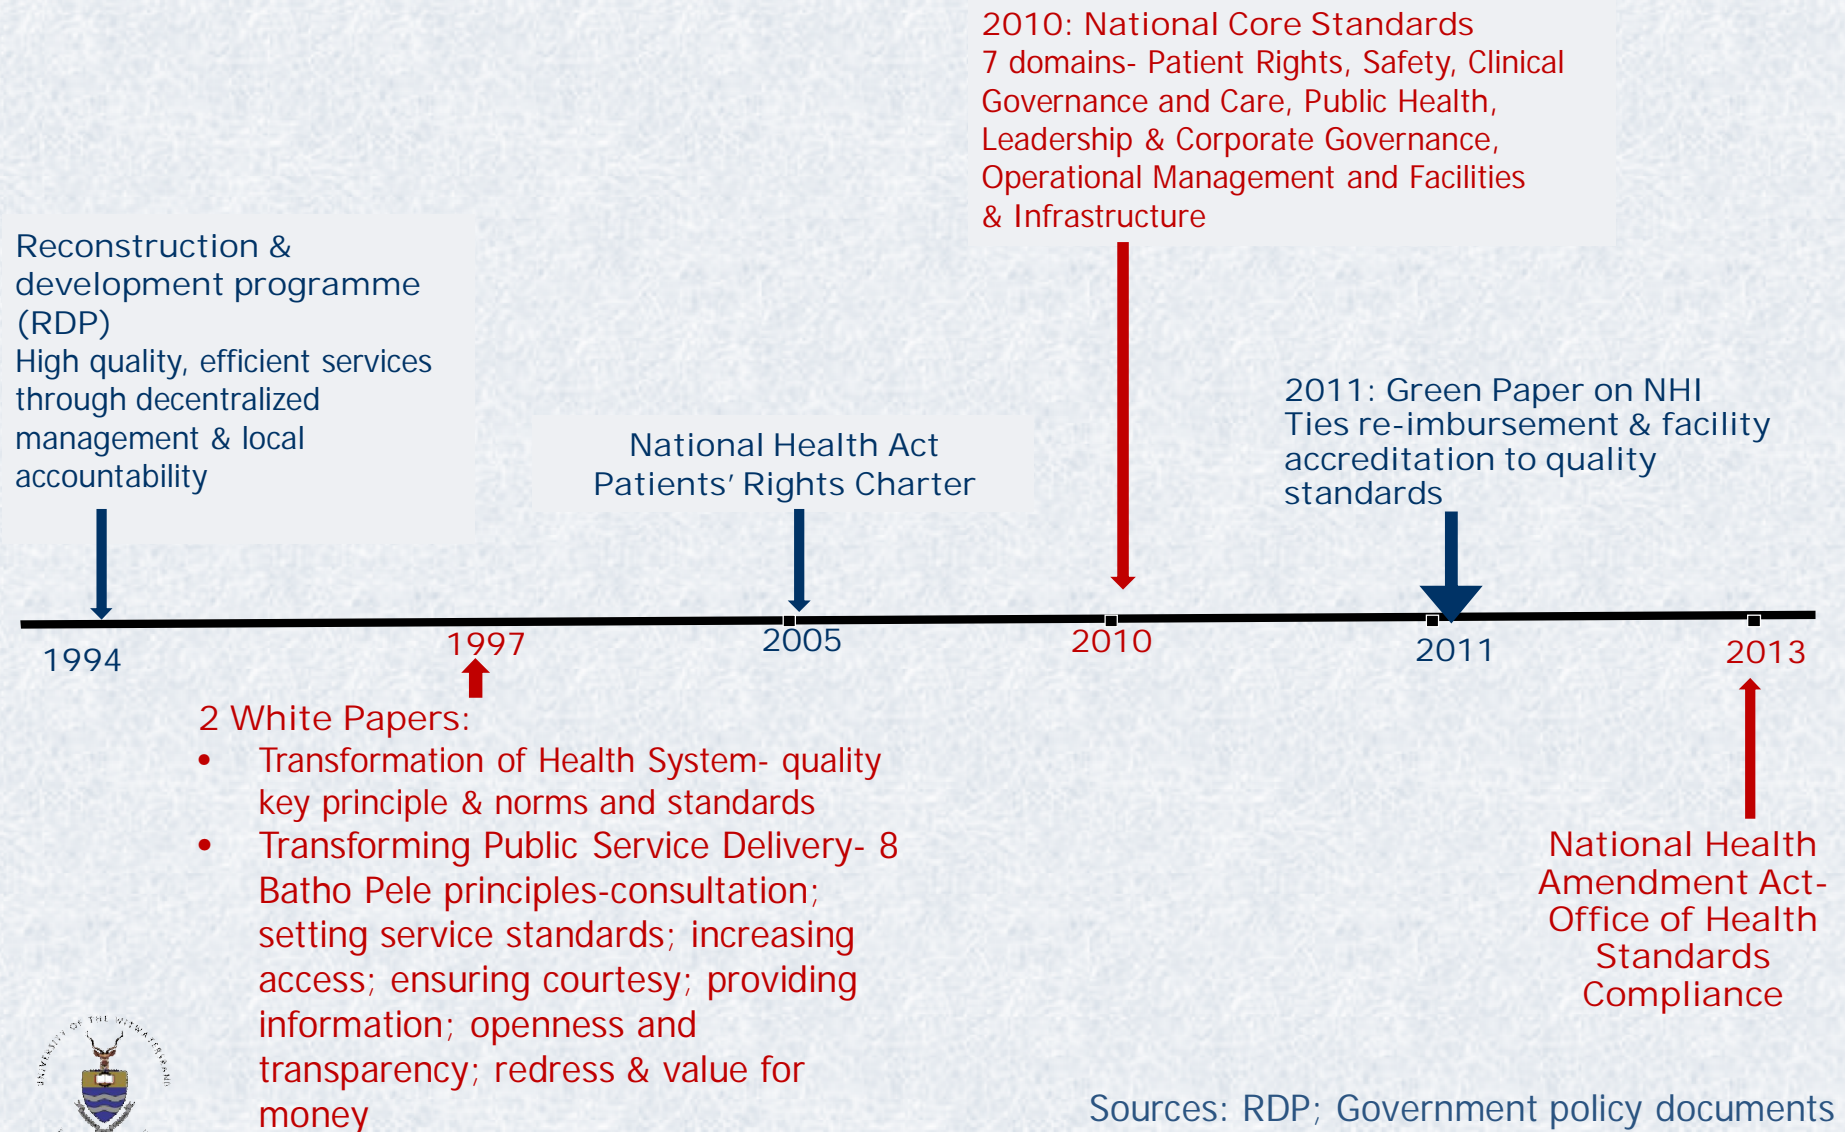 2010: National Core Standards
7 domains- Patient Rights, Safety, Clinical
Governance and Care, Public Health,
Leadership & Corporate Governance,
Operational Management and Facilities
& Infrastructure
Reconstruction &
development programme
(RDP)
High quality, efficient services
through decentralized
management & local
accountability
National Health Act
Patients' Rights Charter
2011: Green Paper on NHI
Ties re-imbursement & facility
accreditation to quality
standards
1994
1997
2005
2010
2011
2013
2 White Papers:
• Transformation of Health System- quality
key principle & norms and standards
• Transforming Public Service Delivery- 8
Batho Pele principles-consultation;
setting service standards; increasing
access; ensuring courtesy; providing
information; openness and
transparency; redress & value for
money
National Health
Amendment Act-
Office of Health
Standards
Compliance
UNIVERSITY OF THE WITWATERSRAND
Sources: RDP; Government policy documents